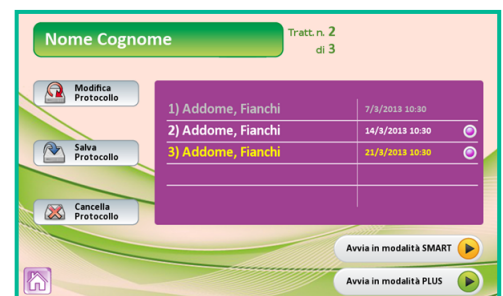 Nome Cognome
Tratt. n. 2
di 3
Modifica
Protocollo
Salva
Protocollo
Cancella
Protocollo
1) Addome, Fianchi 7/3/2013 10:30
2) Addome, Fianchi 14/3/2013 10:30
3) Addome, Fianchi 21/3/2013 10:30
Avvia in modalità SMART
Avvia in modalità PLUS